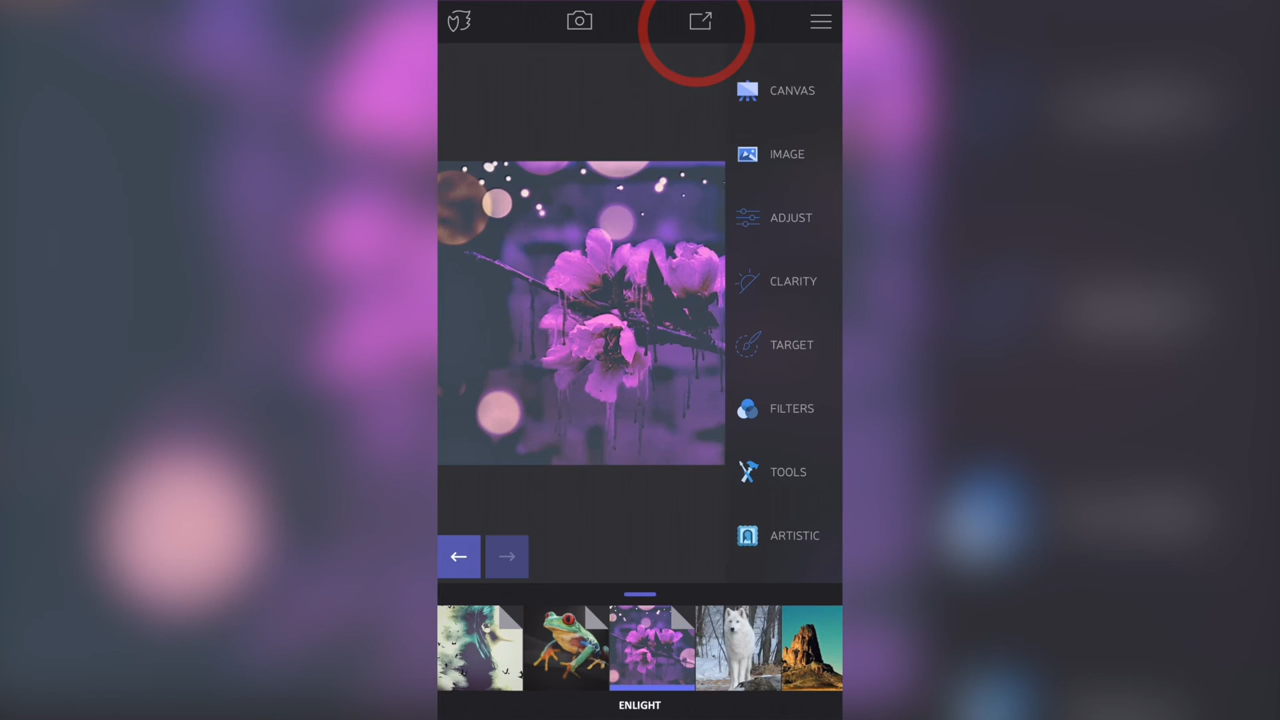 CANVAS
IMAGE
ADJUST
CLARITY
TARGET
FILTERS
TOOLS
ARTISTIC
ENLIGHT